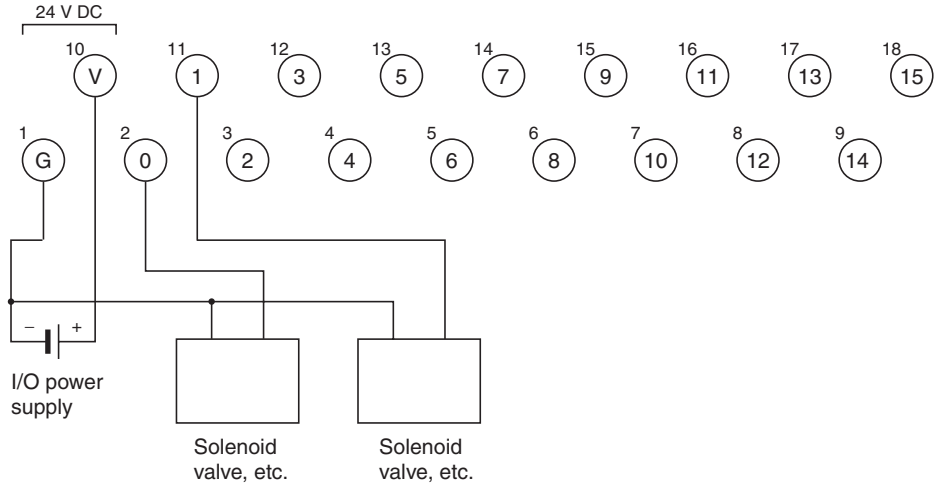 24 V DC
10 11 12 13 14 15 16 17 18
V 1 3 5 7 9 11 13 15
1 2 3 4 5 6 7 8 9
G 0 2 4 6 8 10 12 14
− +
I/O power
supply
Solenoid
valve, etc.
Solenoid
valve, etc.